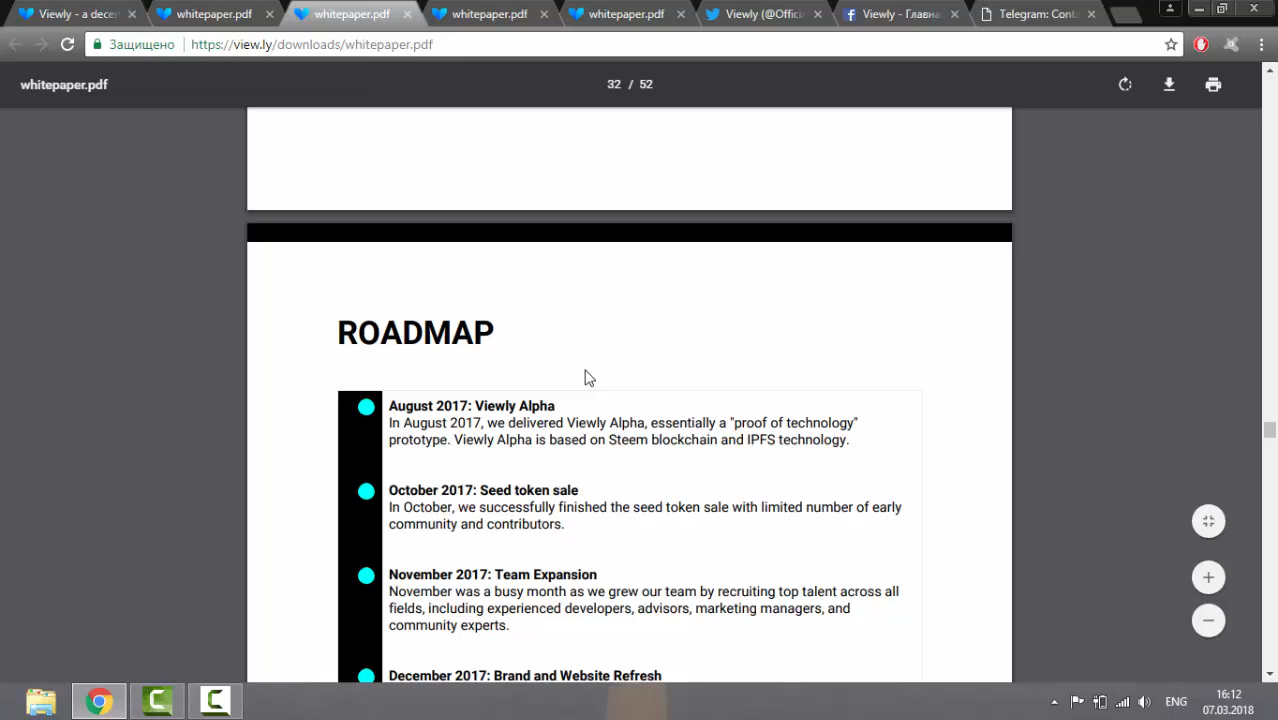 Viewly - a decen
whitepaper.pdf
whitepaper.pdf
whitepaper.pdf
whitepaper.pdf
Viewly (@Offici
Viewly - Главна
Telegram: Cont
Защищено
https://view.ly/downloads/whitepaper.pdf
whitepaper.pdf
32 / 52
ROADMAP
August 2017: Viewly Alpha
In August 2017, we delivered Viewly Alpha, essentially a "proof of technology"
prototype. Viewly Alpha is based on Steem blockchain and IPFS technology.
October 2017: Seed token sale
In October, we successfully finished the seed token sale with limited number of early
community and contributors.
November 2017: Team Expansion
November was a busy month as we grew our team by recruiting top talent across all
fields, including experienced developers, advisors, marketing managers, and
community experts.
December 2017: Brand and Website Refresh
ENG
16:12
07.03.2018